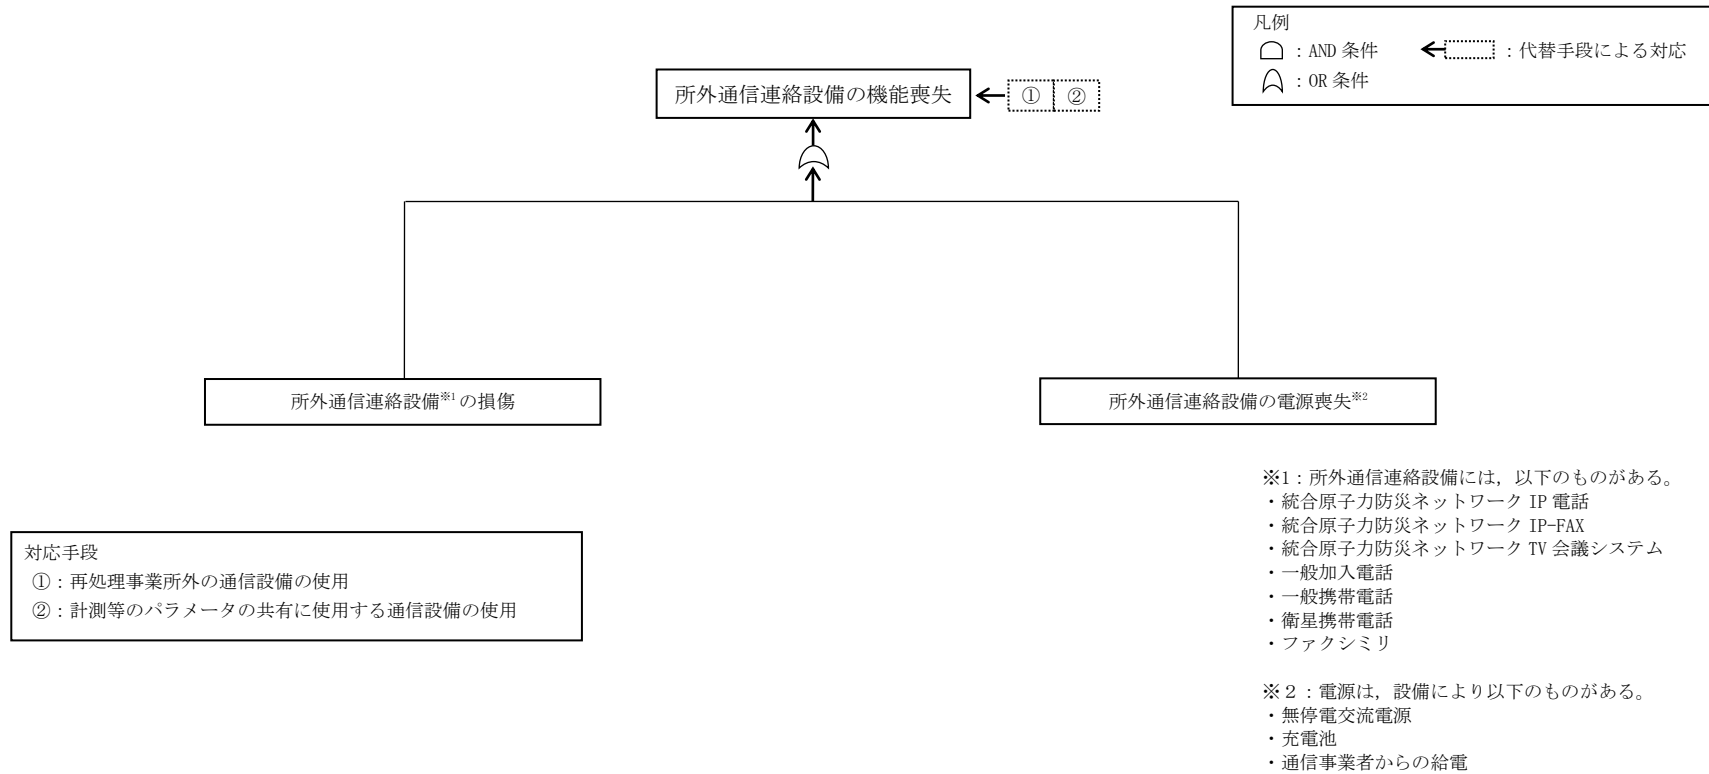 凡例
：AND 条件
：代替手段による対応
：OR 条件
所外通信連絡設備の機能喪失
①
②
所外通信連絡設備※1の損傷
所外通信連絡設備の電源喪失※2
※1：所外通信連絡設備には，以下のものがある。
・統合原子力防災ネットワーク IP 電話
・統合原子力防災ネットワーク IP-FAX
・統合原子力防災ネットワーク TV 会議システム
・一般加入電話
・一般携帯電話
・衛星携帯電話
・ファクシミリ
※２：電源は，設備により以下のものがある。
・無停電交流電源
・充電池
・通信事業者からの給電
対応手段
①：再処理事業所外の通信設備の使用
②：計測等のパラメータの共有に使用する通信設備の使用